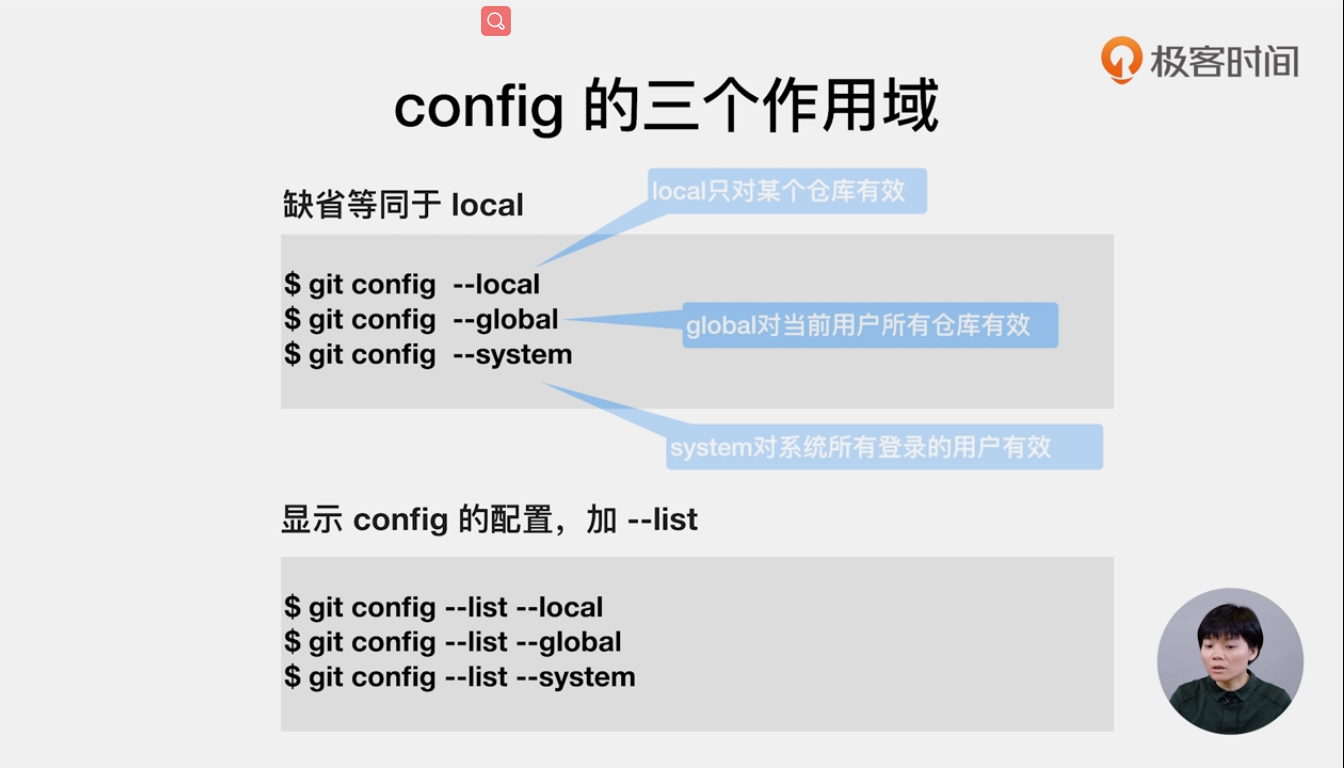 极客时间
config 的三个作用域
缺省等同于 local
local只对某个仓库有效
$ git config  --local
$ git config  --global
global对当前用户所有仓库有效
$ git config  --system
system对系统所有登录的用户有效
显示 config 的配置，加 --list
$ git config --list --local
$ git config --list --global
$ git config --list --system